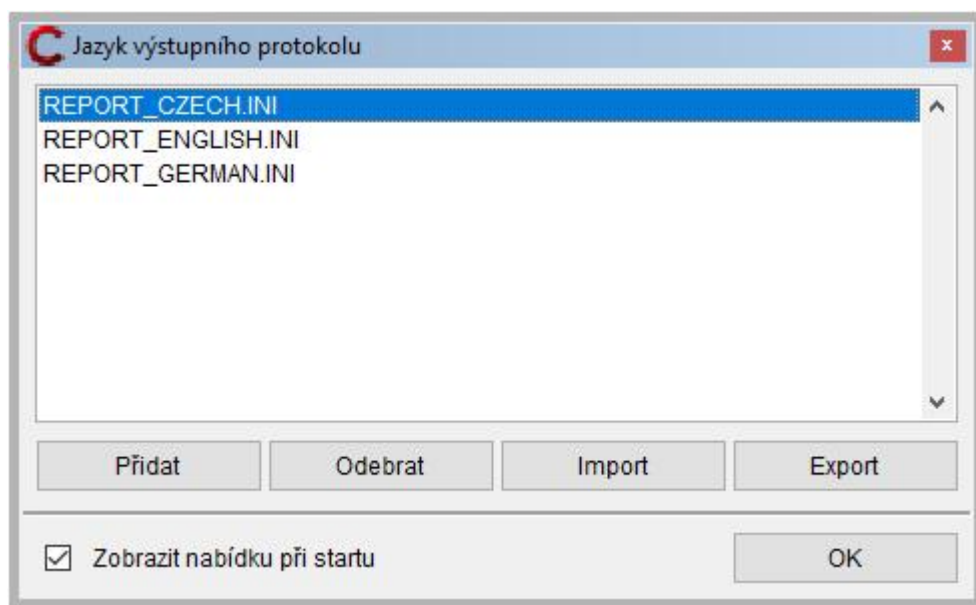 Jazyk výstupního protokolu
REPORT_CZECH.INI
REPORT_ENGLISH.INI
REPORT_GERMAN.INI
Přidat Odebrat Import Export
Zobrazit nabídku při startu OK